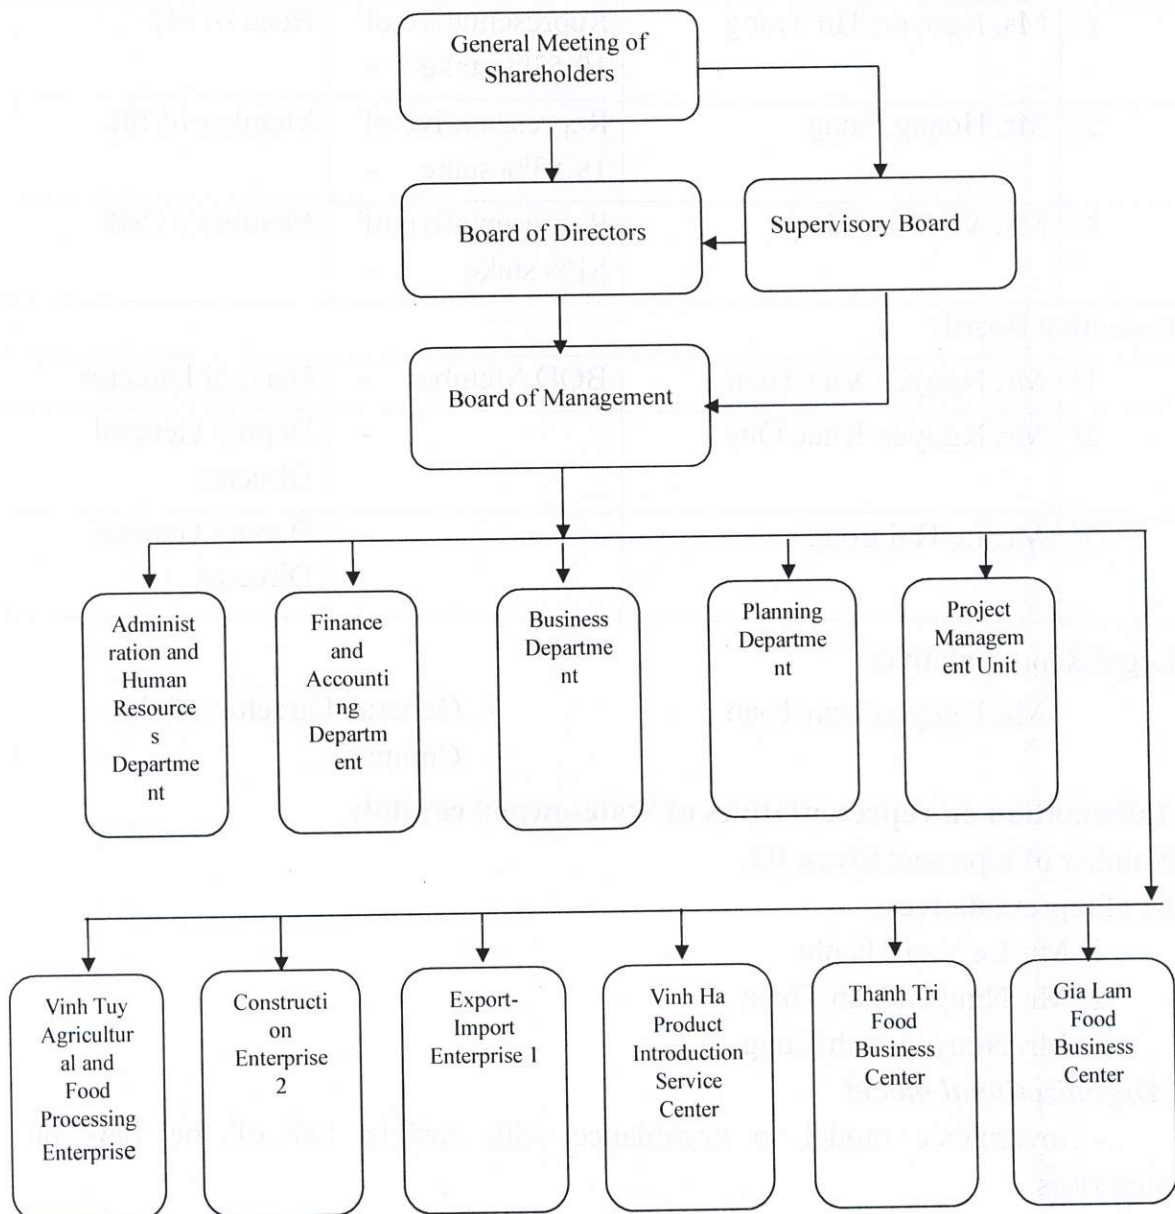 General Meeting of
Shareholders
Board of Directors
Supervisory Board
Board of Management
Administ
ration and
Human
Resource
s
Departme
nt
Finance
and
Accounti
ng
Departm
ent
Business
Departme
nt
Planning
Departme
nt
Project
Managem
ent Unit
Vinh Tuy
Agricultur
al and
Food
Processing
Enterprise
Constructi
on
Enterprise
2
Export-
Import
Enterprise 1
Vinh Ha
Product
Introduction
Service
Center
Thanh Tri
Food
Business
Center
Gia Lam
Food
Business
Center